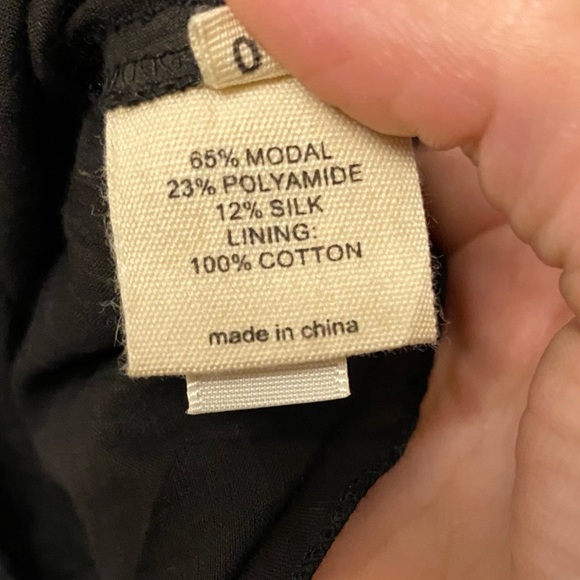 0
65% MODAL
23% POLYAMIDE
12% SILK
LINING:
100% COTTON
made in china